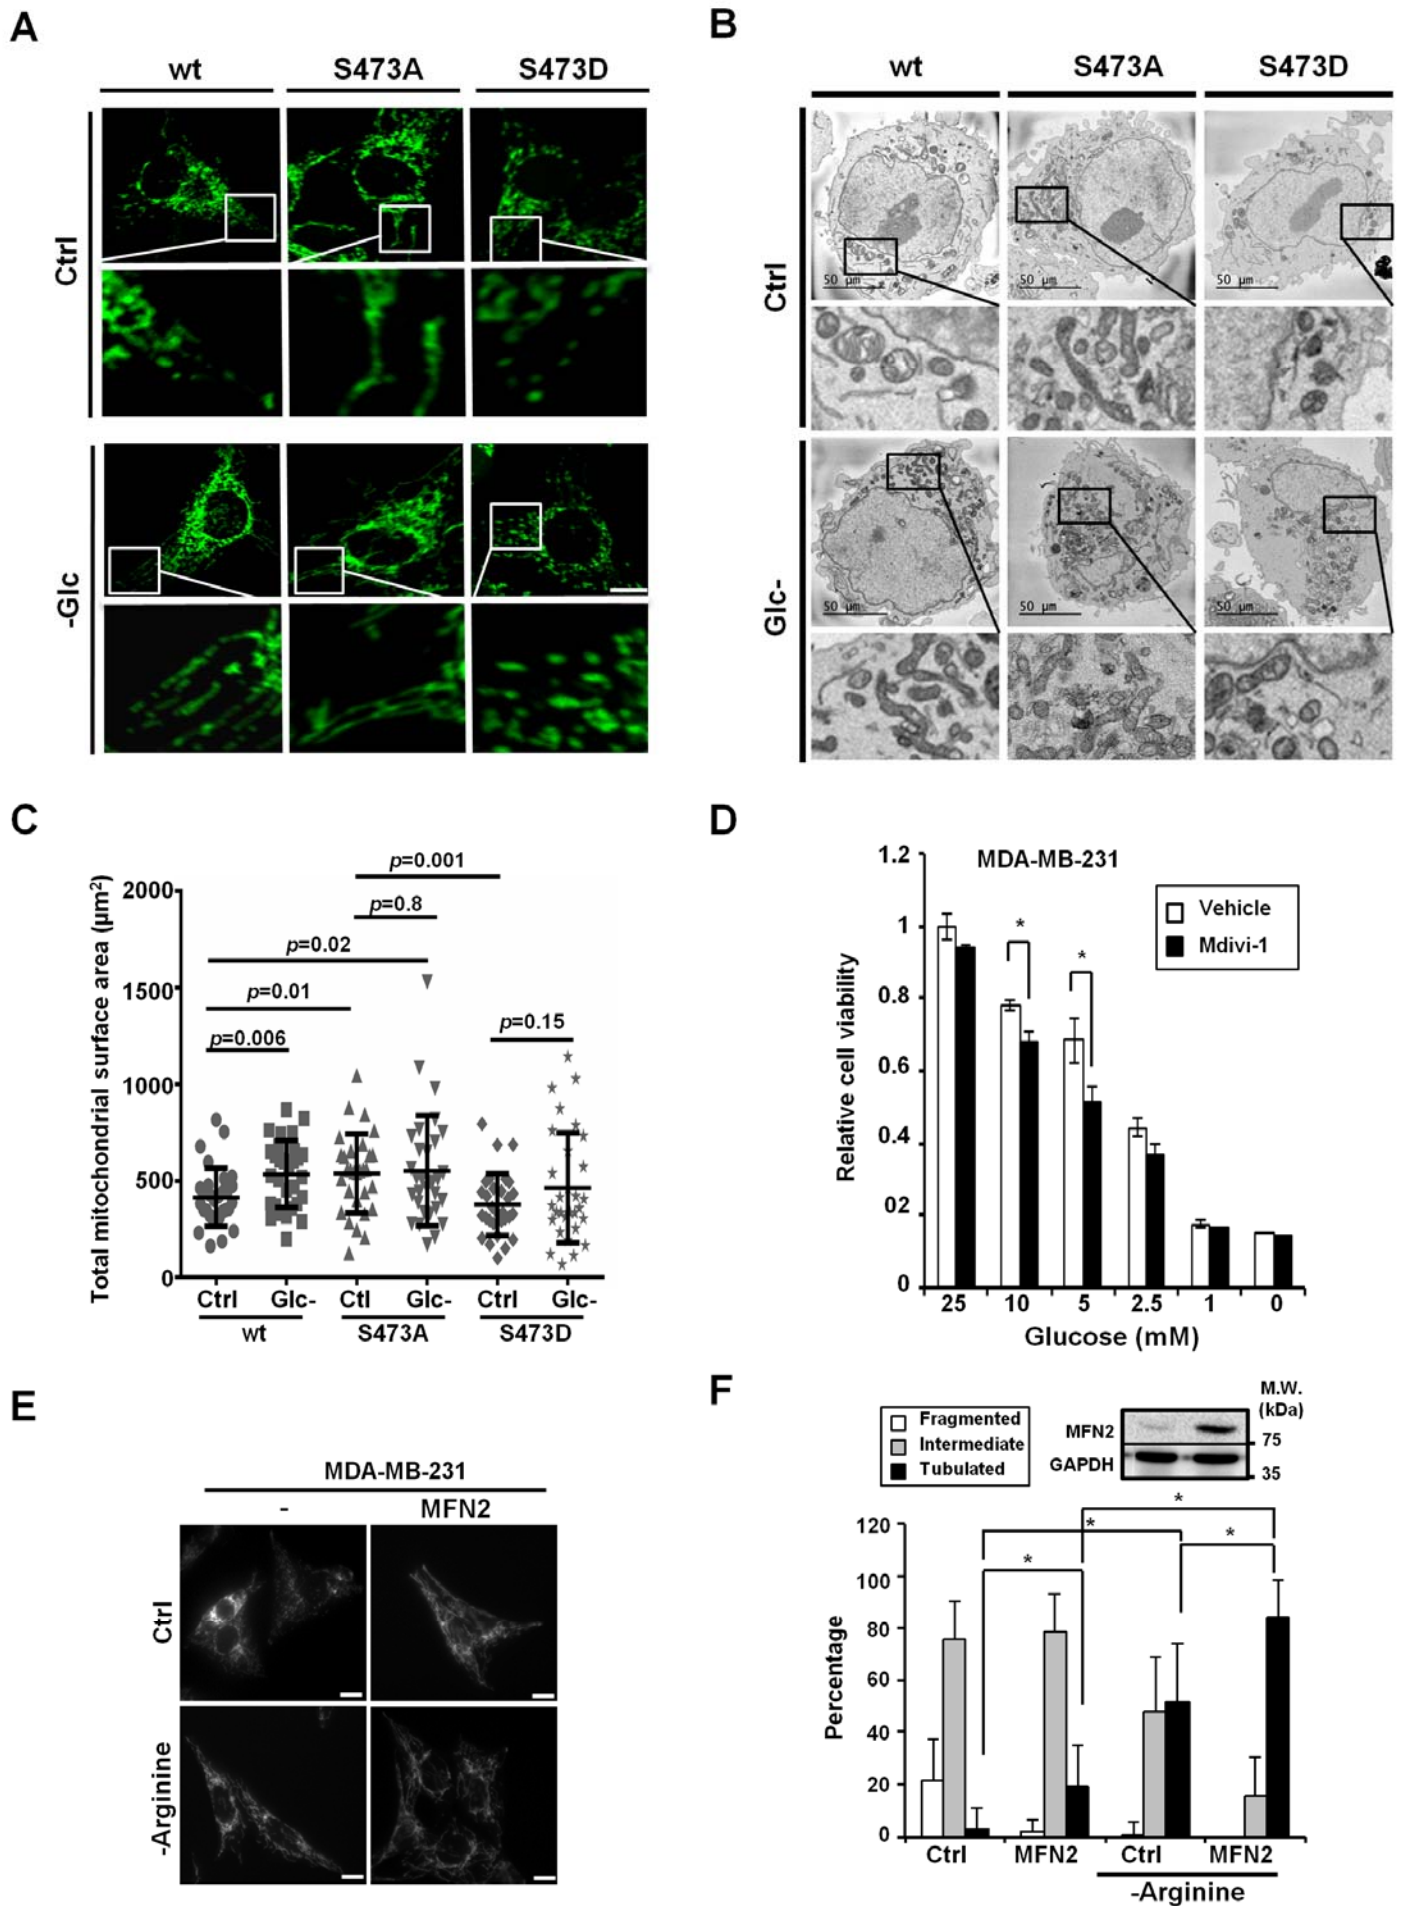 A
wt S473A S473D
Ctrl
-Glc
B
wt S473A S473D
Ctrl
50 µm 50 µm 50 µm
Glc-
50 µm 50 µm 50 µm
C
Total mitochondrial surface area (µm²)
2000
1500
1000
500
0
p=0.001
p=0.8
p=0.02
p=0.01
p=0.006
p=0.15
Ctrl Glc- Ctl Glc- Ctrl Glc-
wt S473A S473D
D
MDA-MB-231
Vehicle
Mdivi-1
Relative cell viability
1.2
1
0.8
0.6
0.4
02
0
* *
25 10 5 2.5 1 0
Glucose (mM)
E
MDA-MB-231
- MFN2
Ctrl
-Arginine
F
Fragmented
Intermediate
Tubulated
M.W.
(kDa)
MFN2
75
GAPDH
35
Percentage
120
100
80
60
40
20
0
*
*
*
*
Ctrl MFN2 Ctrl MFN2
-Arginine